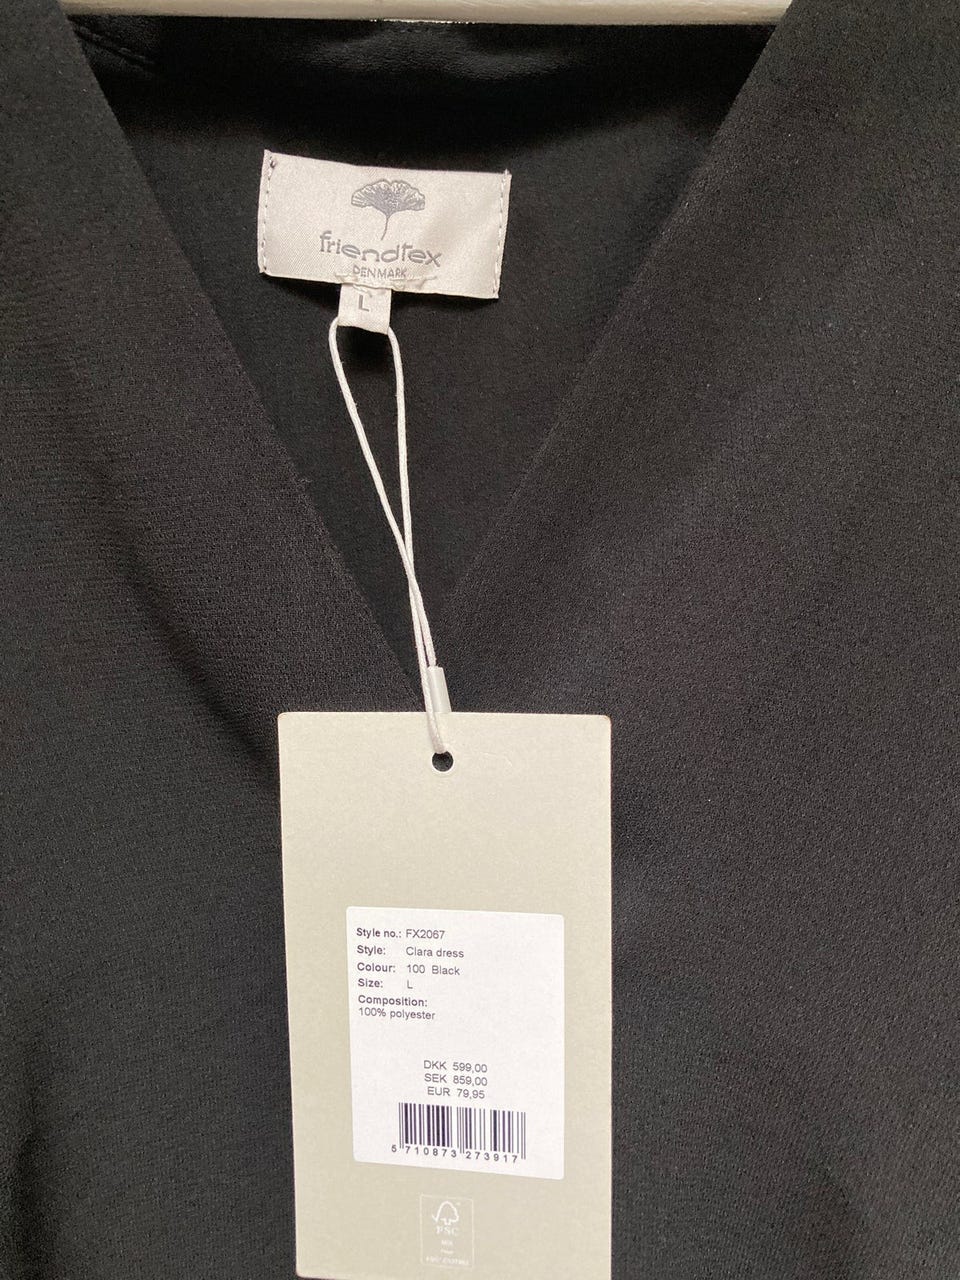 friendtex
DENMARK
L
Style no.: FX2067
Style: Clara dress
Colour: 100 Black
Size: L
Composition:
100% polyester
DKK 599,00
SEK 859,00
EUR 79,95
5 710873 273917
FSC
MIX